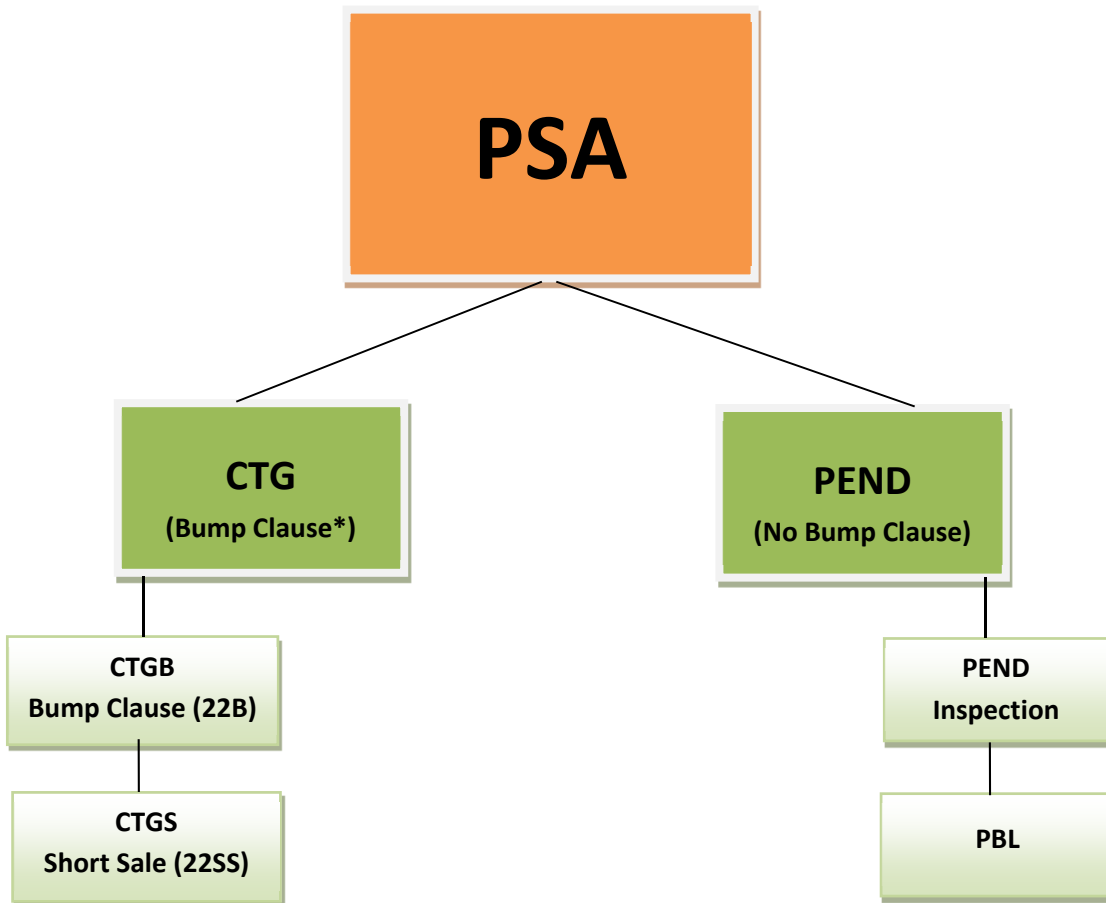 PSA
CTG
(Bump Clause*)
PEND
(No Bump Clause)
CTGB
Bump Clause (22B)
PEND
Inspection
CTGS
Short Sale (22SS)
PBL